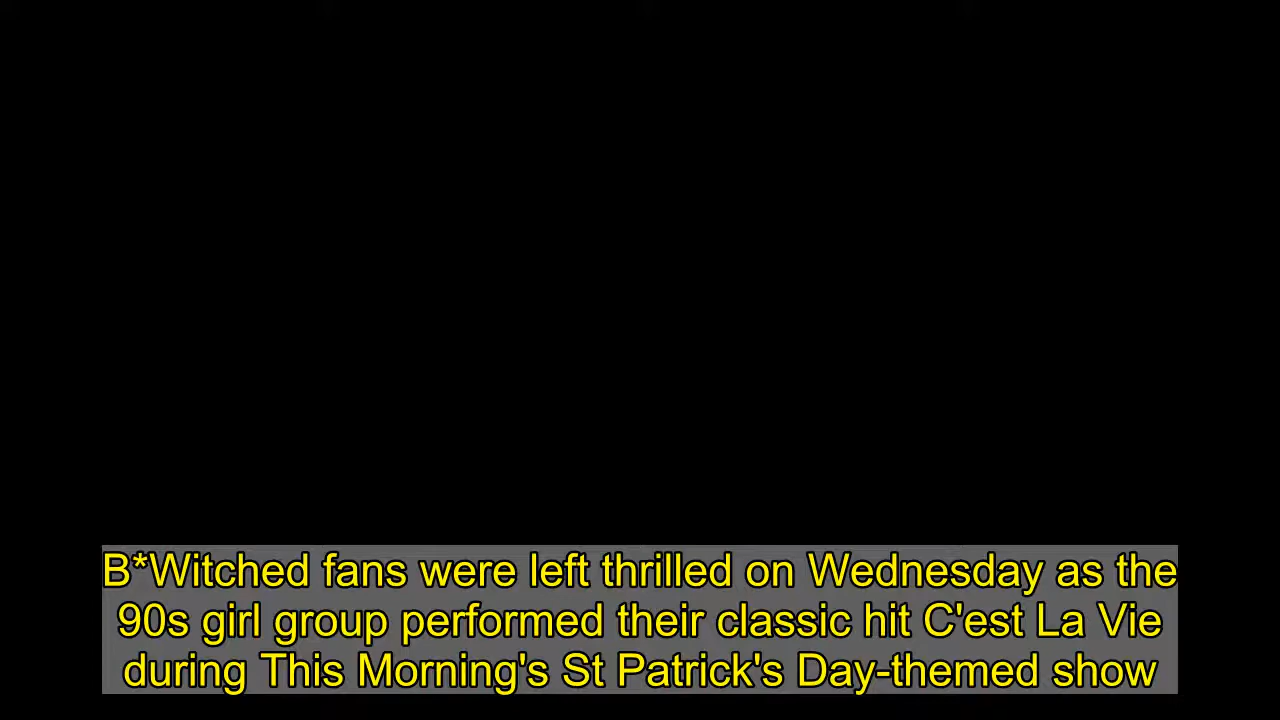 B*Witched fans were left thrilled on Wednesday as the
90s girl group performed their classic hit C'est La Vie
during This Morning's St Patrick's Day-themed show